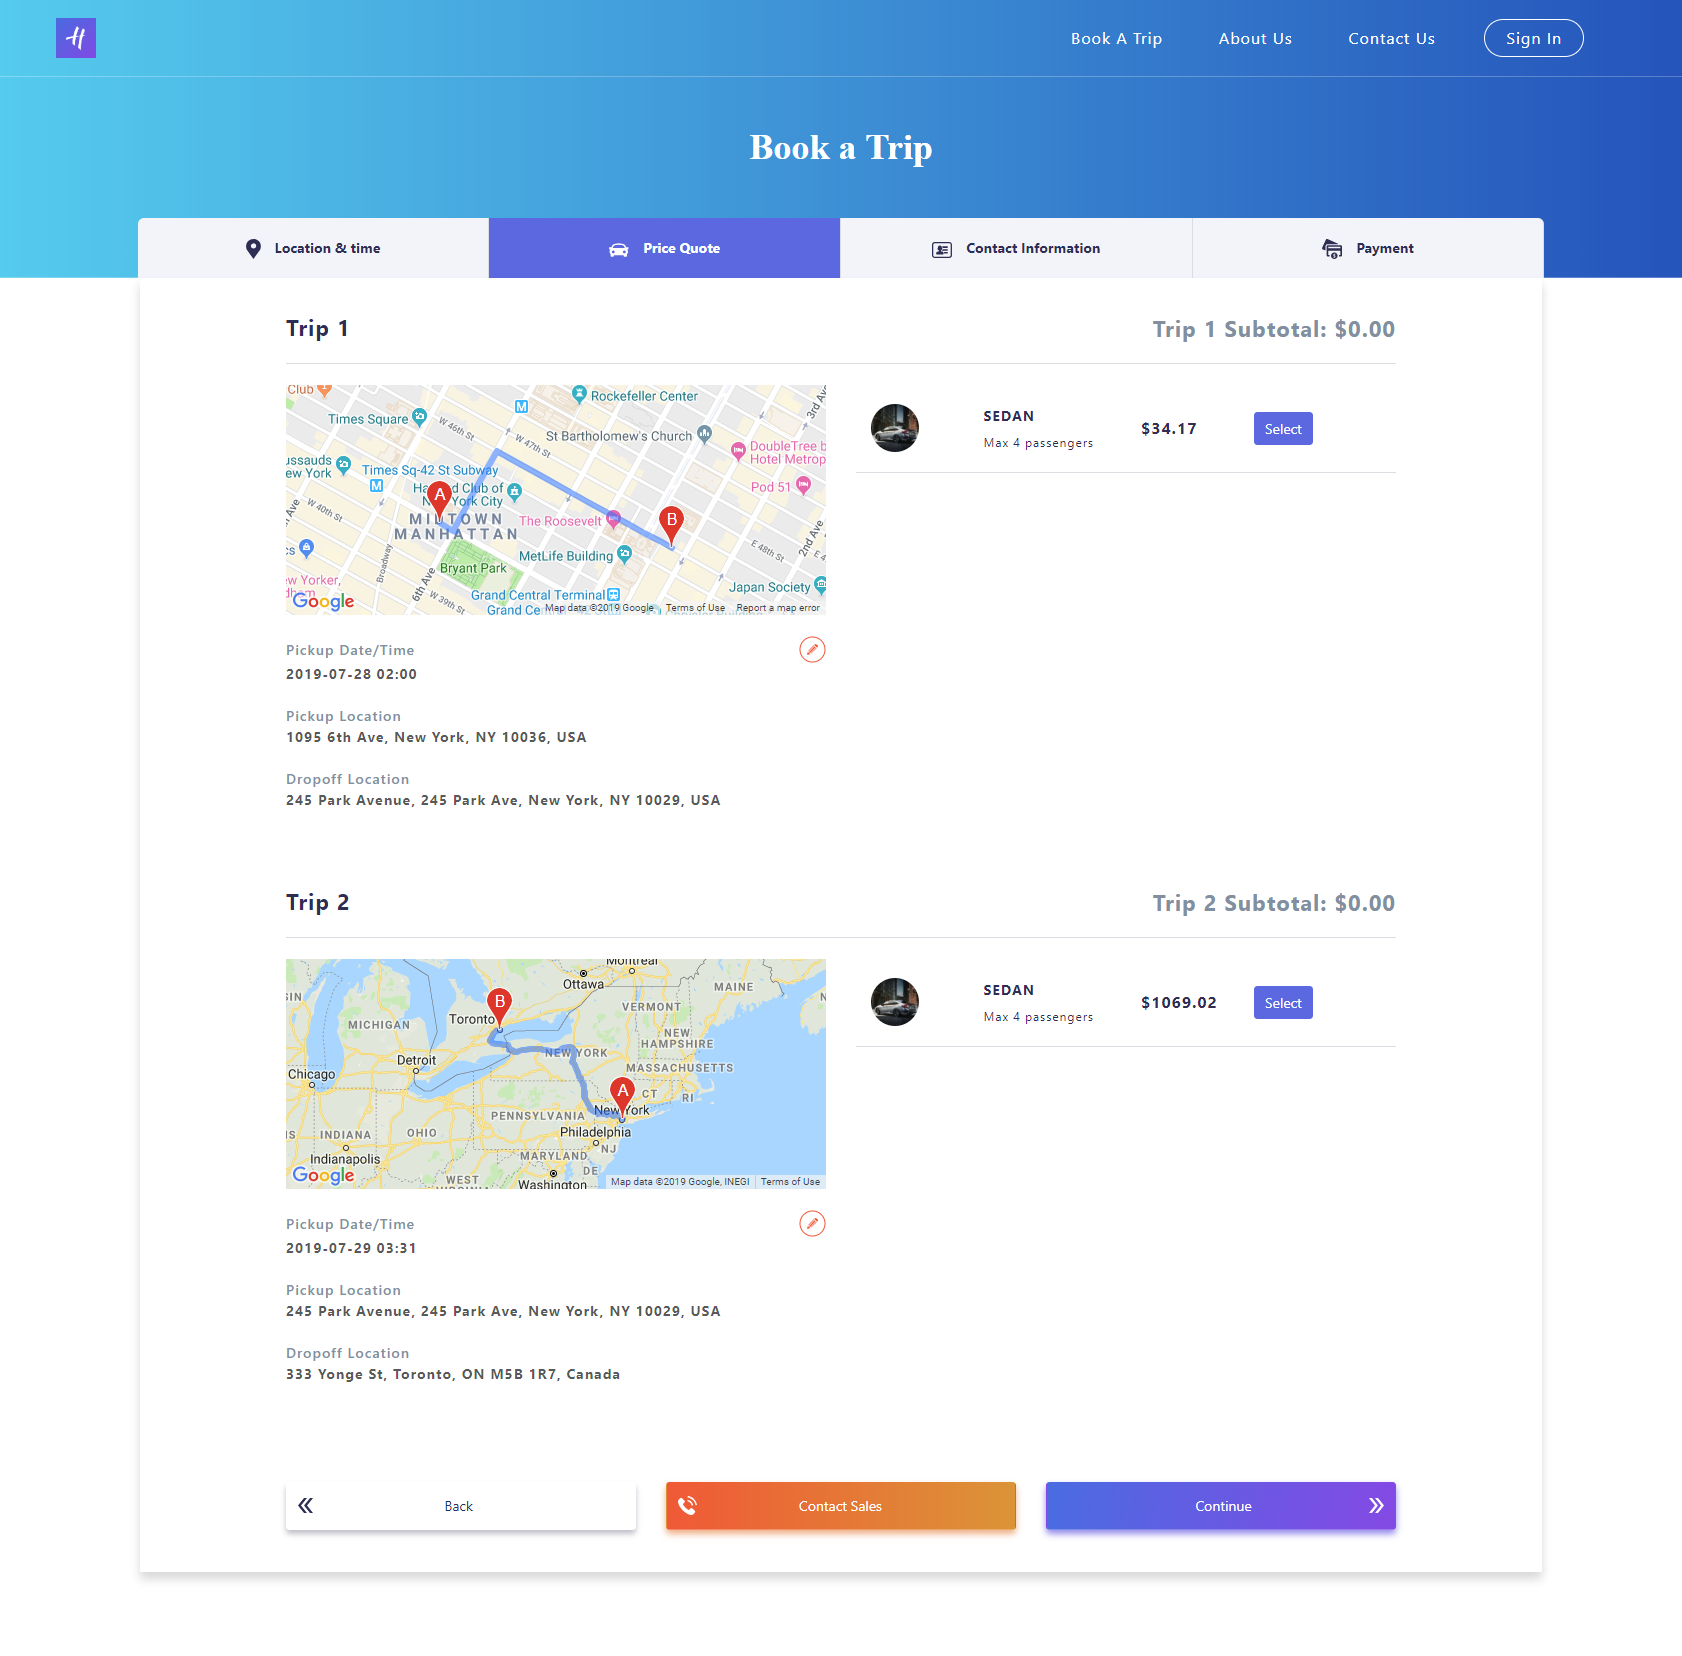 Book A Trip
About Us
Contact Us
Sign In
Book a Trip
Location & time
Price Quote
Contact Information
Payment
Trip 1
Trip 1 Subtotal: $0.00
Club
Rockefeller Center
Times Square
W 46th St
W 47th St
St Bartholomew's Church
3rd Av
DoubleTree b
Hotel Metrop
ussauds
ew York
Times Sq-42 St Subway
Pod 51
W 40th St
Club of
York City
The Roosevelt
MANHATTAN
MetLife Building
E 48th St
2nd Ave
Bryant Park
Broadway
6th Ave
W 39th St
Japan Society
ew Yorker,
Grand Central Terminal
Google
Map data ©2019 Google
Terms of Use
Report a map error
A
B
SEDAN
Max 4 passengers
$34.17
Select
Pickup Date/Time
2019-07-28 02:00
Pickup Location
1095 6th Ave, New York, NY 10036, USA
Dropoff Location
245 Park Avenue, 245 Park Ave, New York, NY 10029, USA
Trip 2
Trip 2 Subtotal: $0.00
Montreal
Ottawa
MAINE
VERMONT
Toronto
MICHIGAN
NEW
HAMPSHIRE
NEW YORK
Detroit
MASSACHUSETTS
Chicago
CT
RI
New York
PENNSYLVANIA
INDIANA
OHIO
Philadelphia
NJ
Indianapolis
MARYLAND
DE
WEST
Washington
Google
Map data ©2019 Google, INEGI
Terms of Use
A
B
SEDAN
Max 4 passengers
$1069.02
Select
Pickup Date/Time
2019-07-29 03:31
Pickup Location
245 Park Avenue, 245 Park Ave, New York, NY 10029, USA
Dropoff Location
333 Yonge St, Toronto, ON M5B 1R7, Canada
Back
Contact Sales
Continue